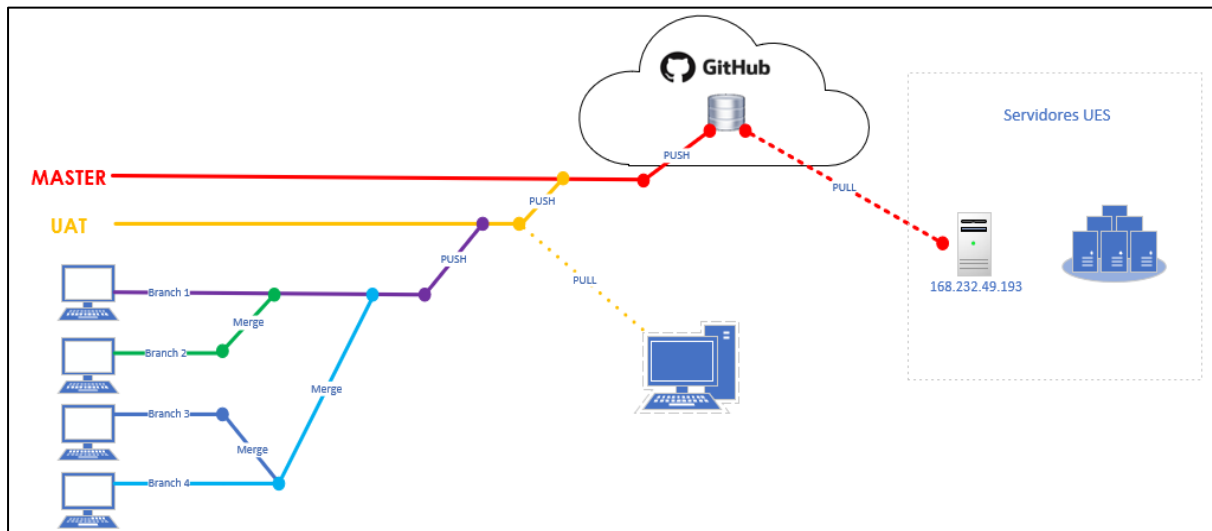 GitHub
Servidores UES
PUSH
MASTER
PULL
PUSH
UAT
PUSH
PULL
168.232.49.193
Branch 1
Merge
Branch 2
Merge
Branch 3
Merge
Branch 4